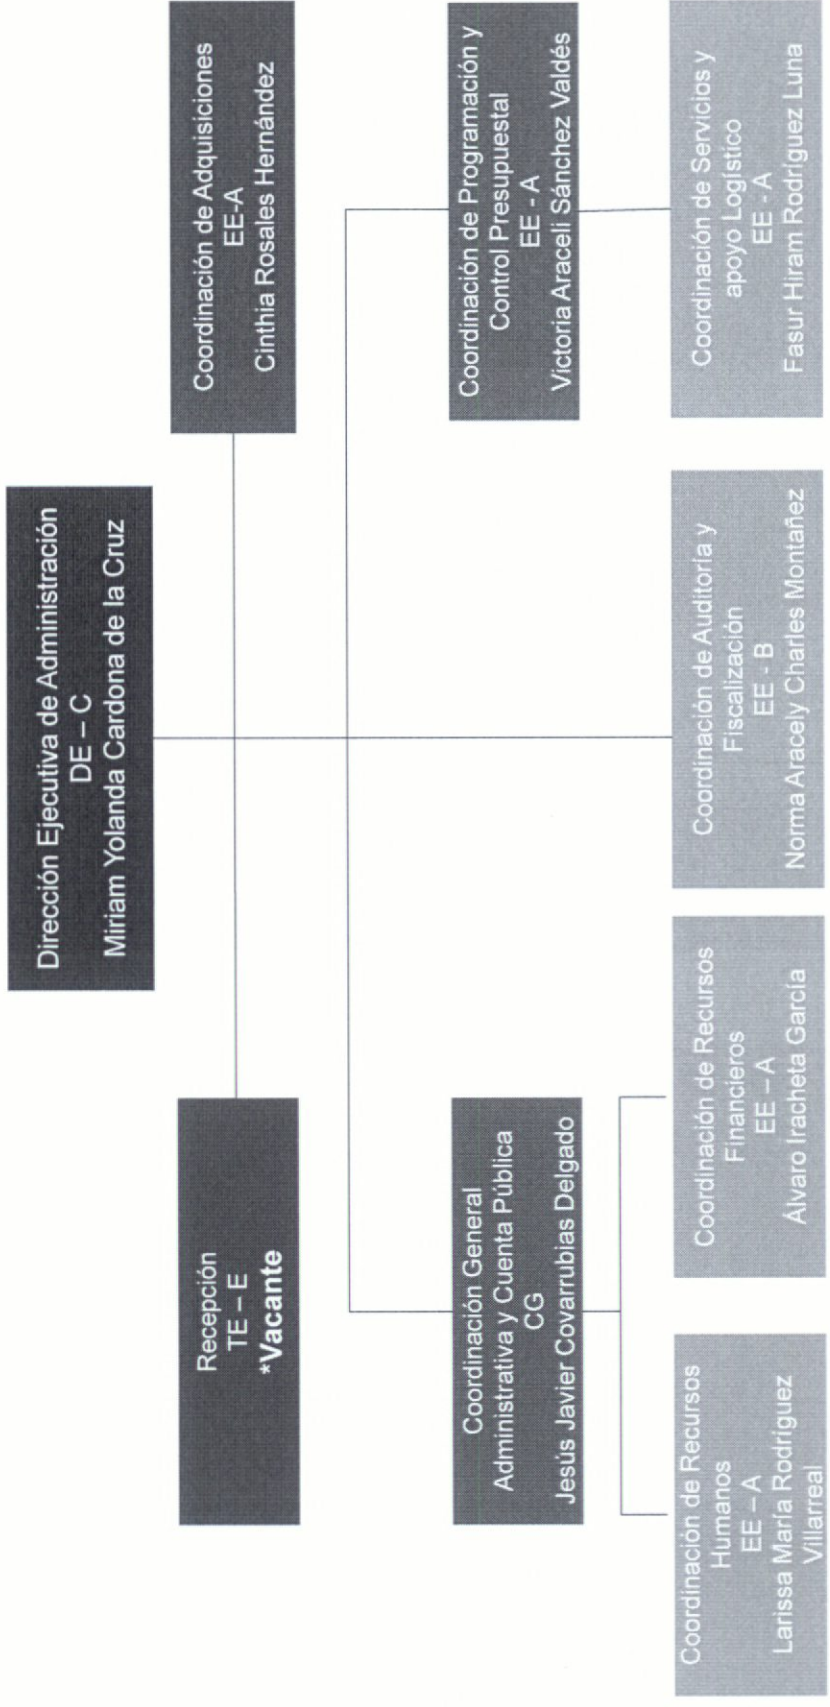 Dirección Ejecutiva de Administración
DE – C
Miriam Yolanda Cardona de la Cruz
Recepción
TE – E
*Vacante
Coordinación de Adquisiciones
EE-A
Cinthia Rosales Hernández
Coordinación General
Administrativa y Cuenta Pública
CG
Jesús Javier Covarrubias Delgado
Coordinación de Programación y
Control Presupuestal
EE - A
Victoria Araceli Sánchez Valdés
Coordinación de Recursos
Humanos
EE – A
Larissa María Rodríguez
Villarreal
Coordinación de Recursos
Financieros
EE – A
Álvaro Iracheta García
Coordinación de Auditoría y
Fiscalización
EE - B
Norma Aracely Charles Montañez
Coordinación de Servicios y
apoyo Logístico
EE - A
Fasur Hiram Rodríguez Luna